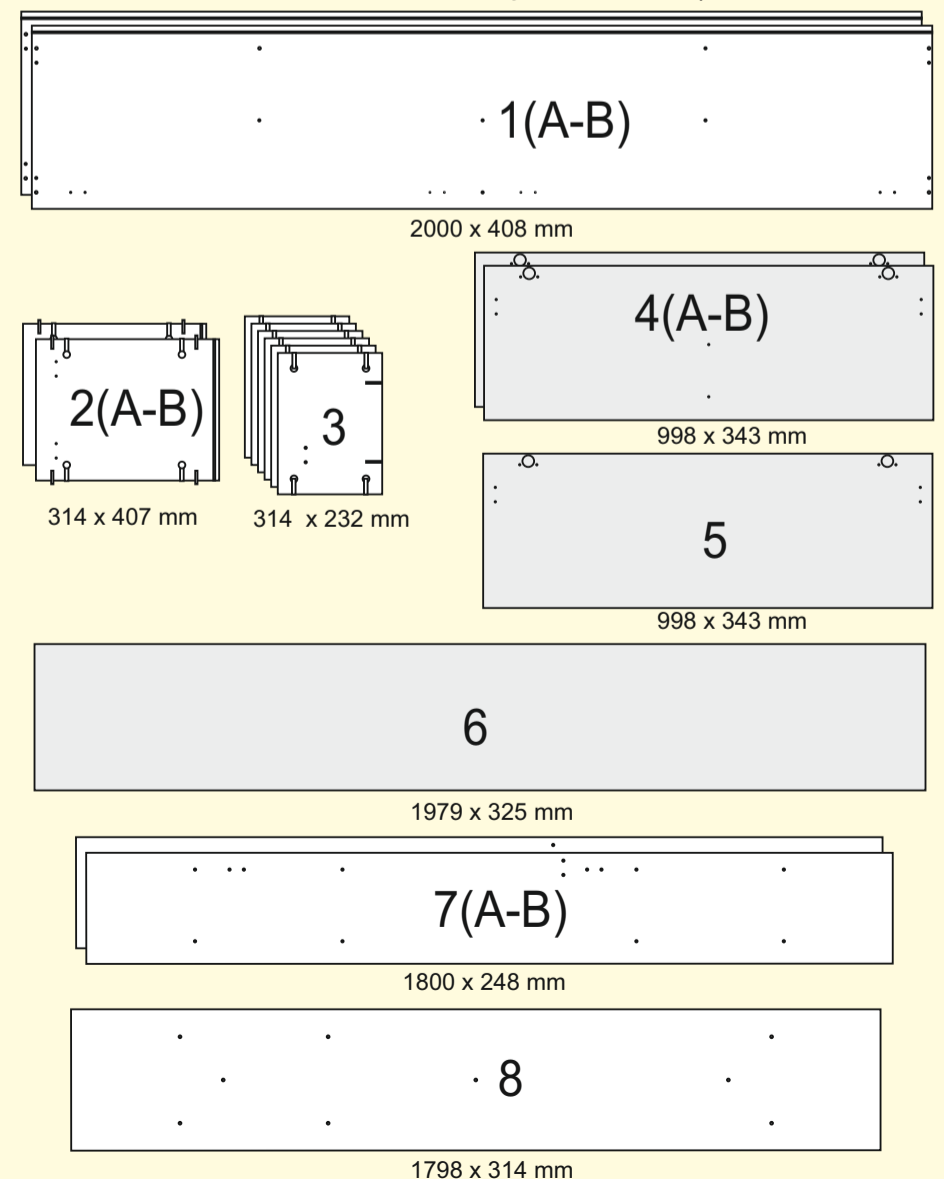 1(A-B)
2000 x 408 mm
4(A-B)
998 x 343 mm
2(A-B)
3
314 x 407 mm
314 x 232 mm
5
998 x 343 mm
6
1979 x 325 mm
7(A-B)
1800 x 248 mm
8
1798 x 314 mm